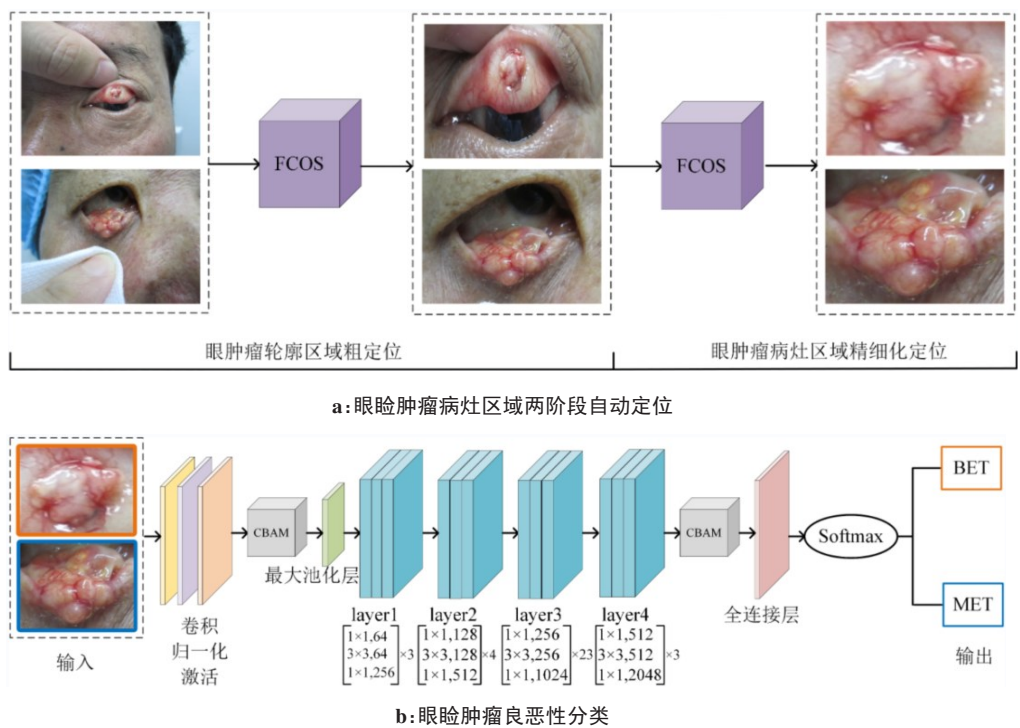 FCOS
FCOS
眼肿瘤轮廓区域粗定位
眼肿瘤病灶区域精细化定位
a:眼睑肿瘤病灶区域两阶段自动定位
输入
卷积
归一化
激活
CBAM
最大池化层
layer1
1×1,64
3×3,64
1×1,256
×3
layer2
1×1,128
3×3,128
1×1,512
×4
layer3
1×1,256
3×3,256
1×1,1024
×23
layer4
1×1,512
3×3,512
1×1,2048
×3
CBAM
全连接层
Softmax
BET
MET
输出
b:眼睑肿瘤良恶性分类